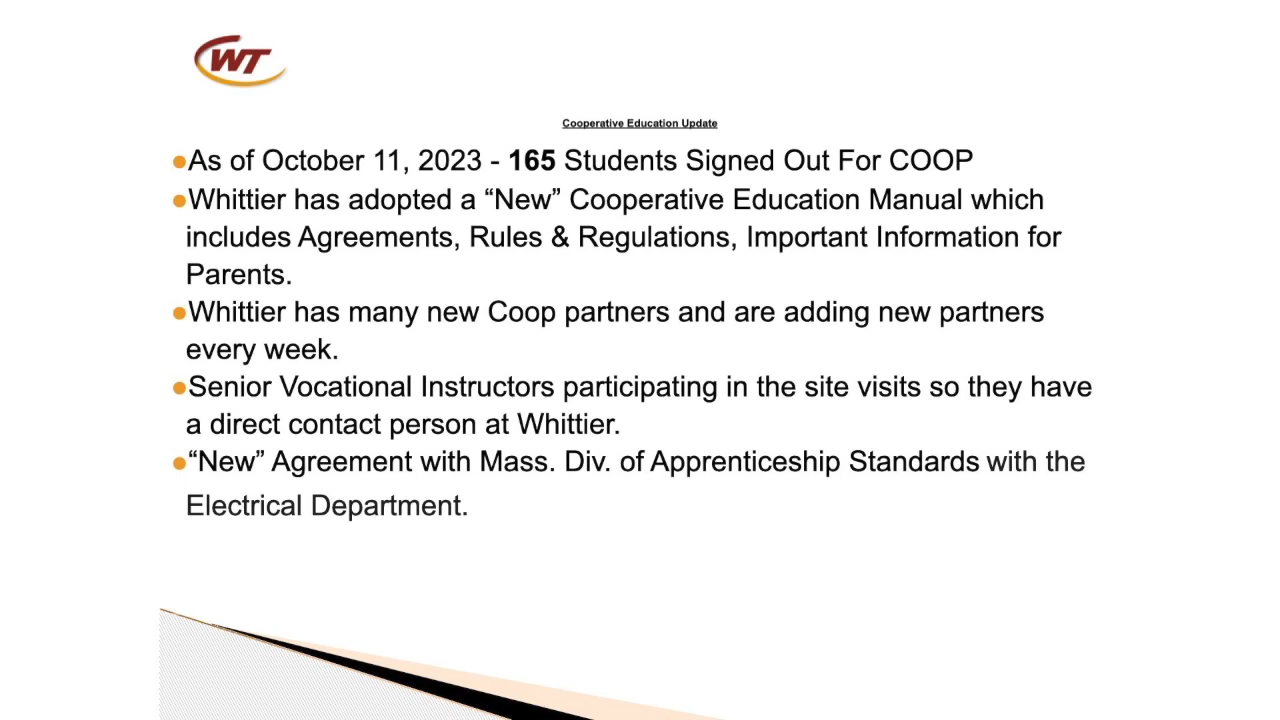 WT
Cooperative Education Update
●As of October 11, 2023 - 165 Students Signed Out For COOP
●Whittier has adopted a “New” Cooperative Education Manual which
includes Agreements, Rules & Regulations, Important Information for
Parents.
●Whittier has many new Coop partners and are adding new partners
every week.
●Senior Vocational Instructors participating in the site visits so they have
a direct contact person at Whittier.
●“New” Agreement with Mass. Div. of Apprenticeship Standards with the
Electrical Department.